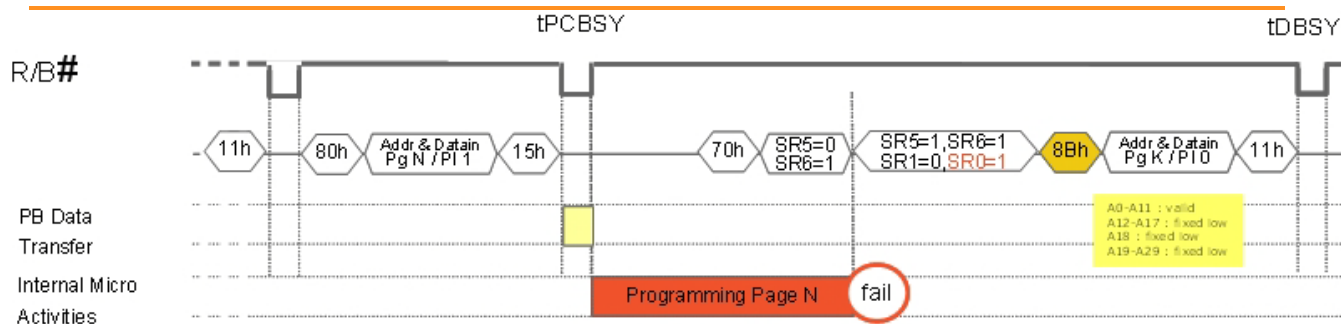 tPCBSY
tDBSY
R/B#
11h
80h
Addr & Datain
Pg N / Pl 1
15h
70h
SR5=0
SR6=1
SR5=1,SR6=1
SR1=0,SR0=1
8Bh
Addr & Datain
Pg K / Pl 0
11h
PB Data
Transfer
A0-A11 : valid
A12-A17 : fixed low
A18 : fixed low
A19-A29 : fixed low
Internal Micro
Activities
Programming Page N
fail